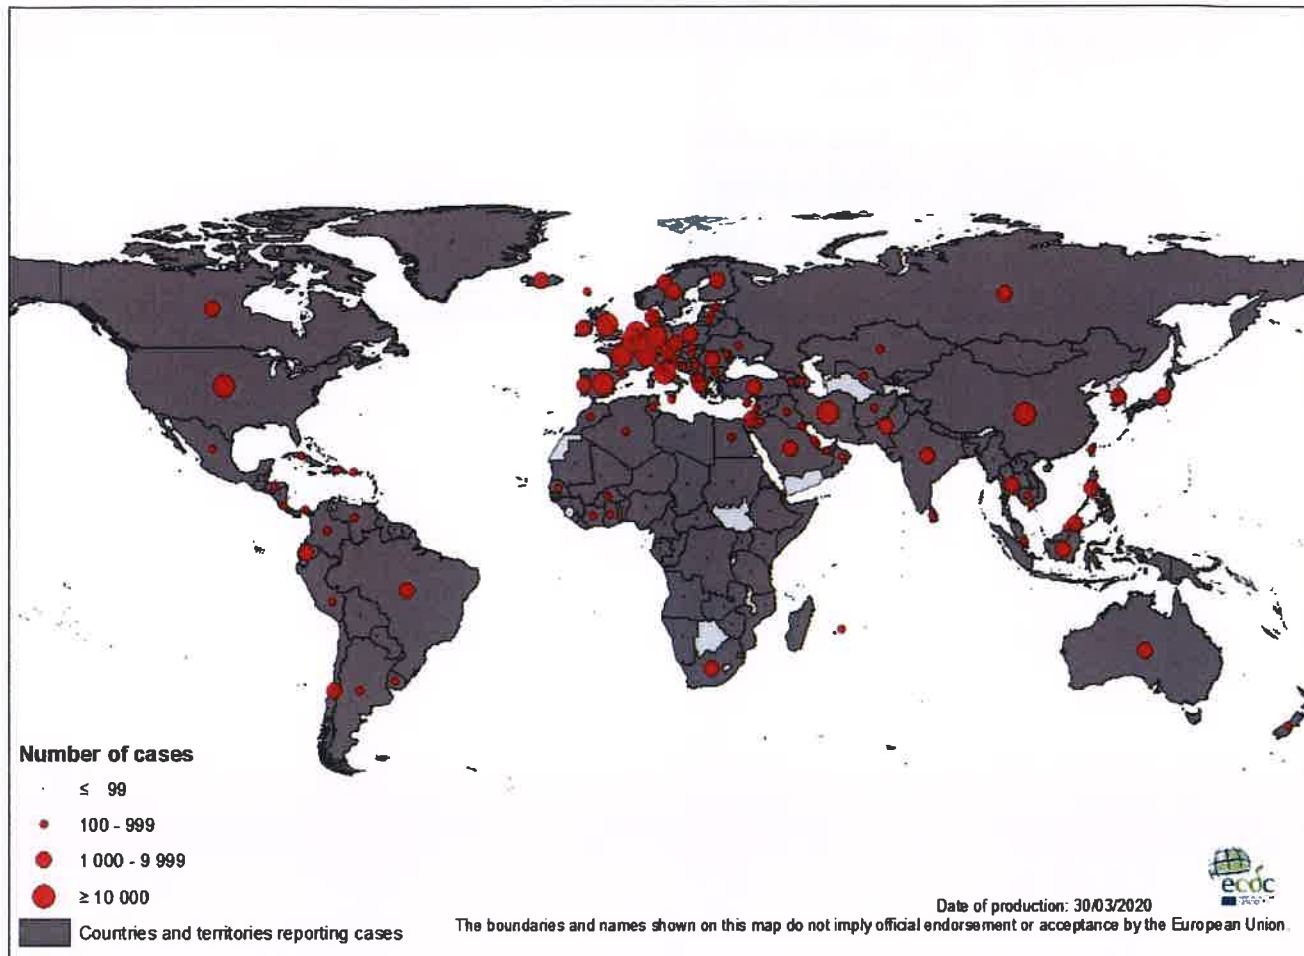 Number of cases
≤ 99
100 - 999
1 000 - 9 999
≥ 10 000
Countries and territories reporting cases
ecdc
Date of production: 30/03/2020
The boundaries and names shown on this map do not imply official endorsement or acceptance by the European Union.